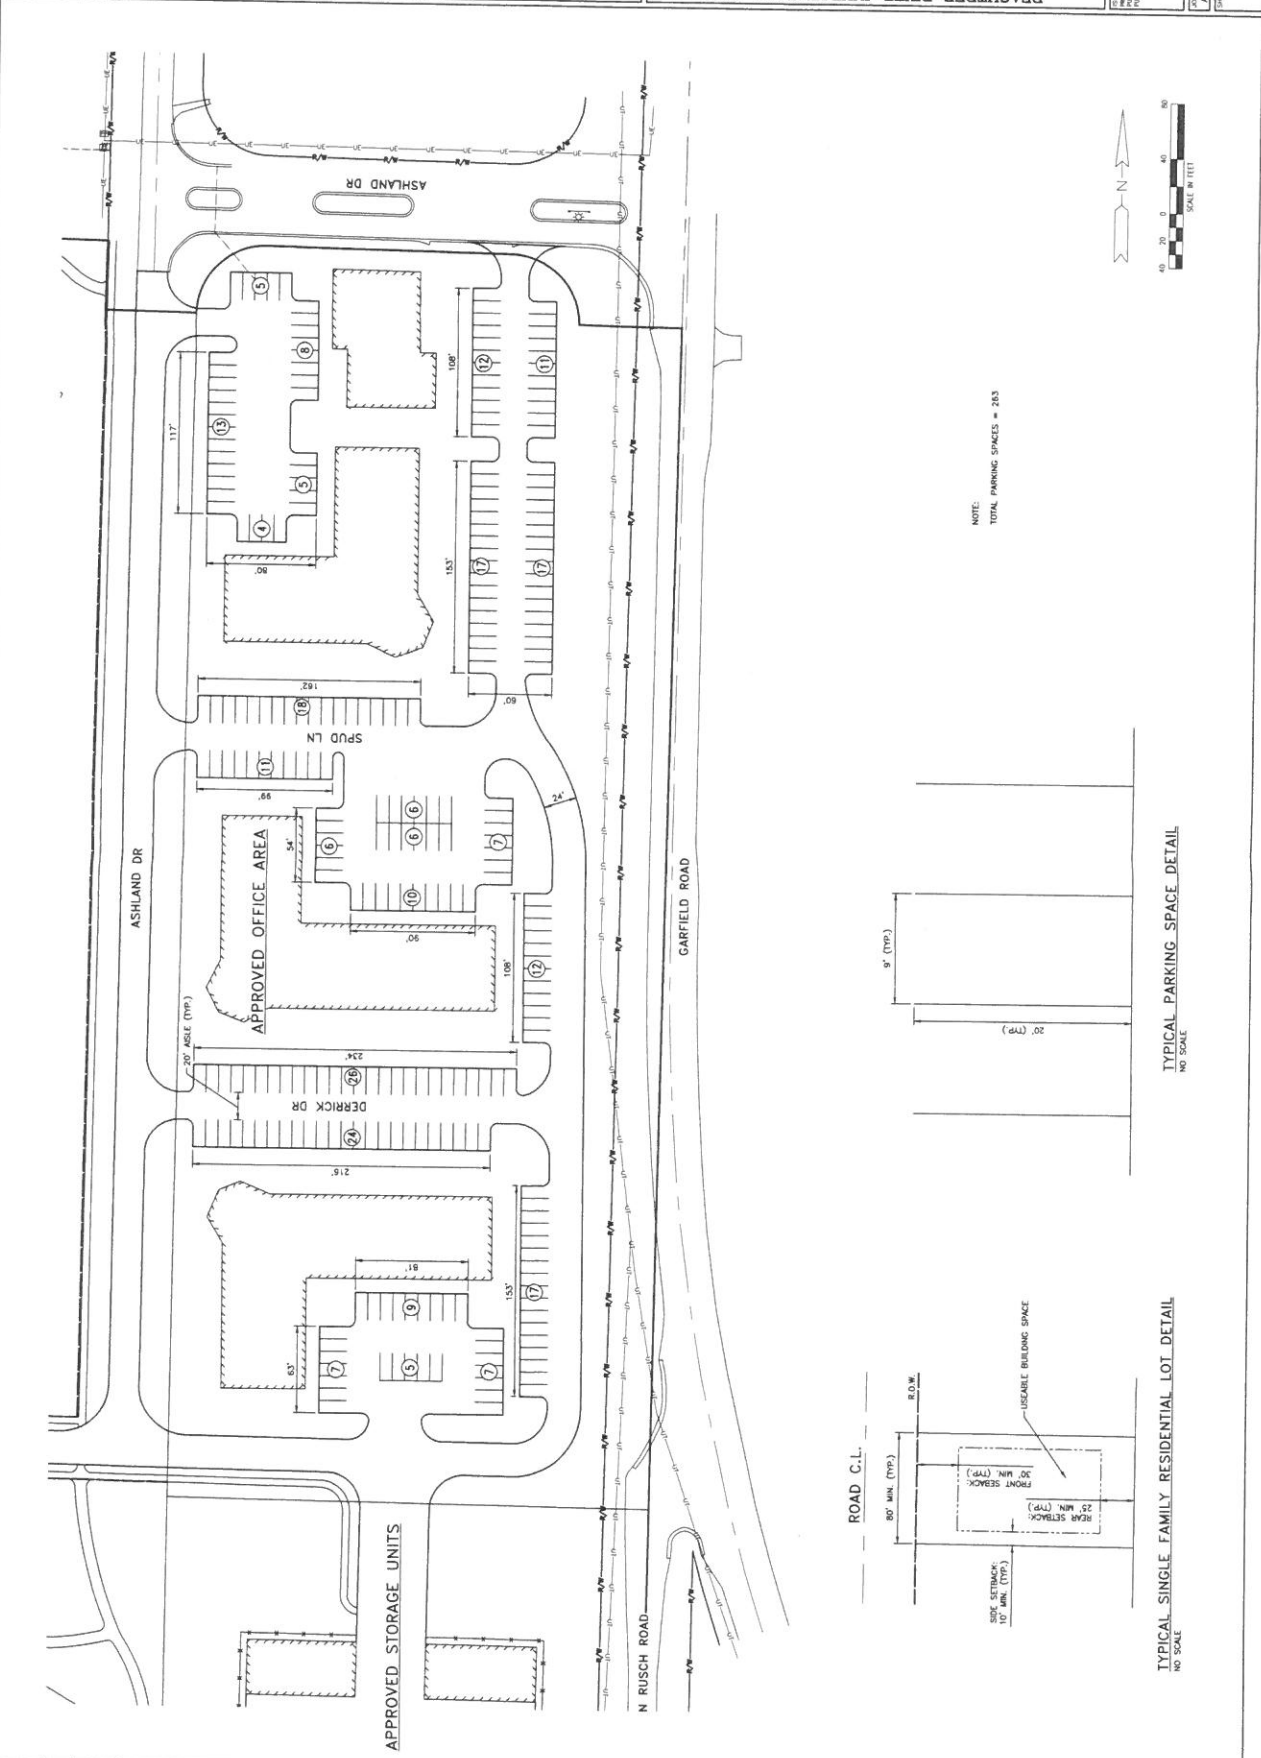 ASHLAND DR
5
8
13
117'
5
4
80'
12
108'
11
17
153'
17
60'
162'
18
SPUD LN
11
99'
54'
6
6
6
7
10
90'
24'
ASHLAND DR
APPROVED OFFICE AREA
20' AISLE (TYP.)
12
108'
234'
26
DERRICK DR
24
216'
81'
9
63'
7
5
7
153'
17
GARFIELD ROAD
N RUSCH ROAD
APPROVED STORAGE UNITS
R/W
UE
UT
N
40 20 0 40 80
SCALE IN FEET
NOTE:
TOTAL PARKING SPACES = 263
9' (TYP.)
20' (TYP.)
TYPICAL PARKING SPACE DETAIL
NO SCALE
ROAD C.L.
R.O.W.
80' MIN. (TYP.)
USEABLE BUILDING SPACE
FRONT SEBACK:
30' MIN. (TYP.)
REAR SETBACK:
25' MIN. (TYP.)
SIDE SETBACK:
10' MIN. (TYP.)
TYPICAL SINGLE FAMILY RESIDENTIAL LOT DETAIL
NO SCALE